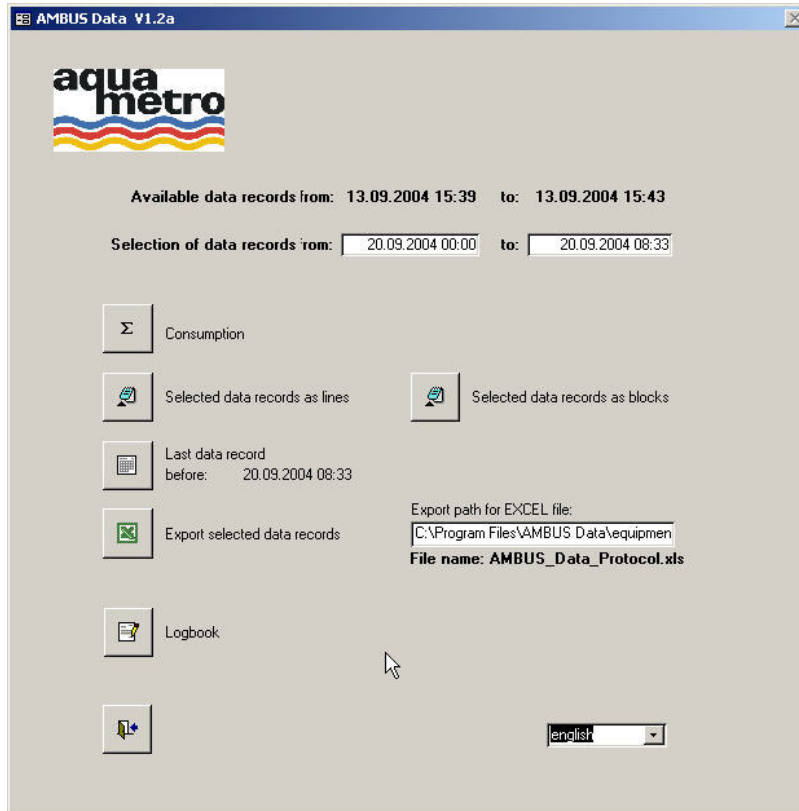 AMBUS Data V1.2a
aqua
metro
Available data records from: 13.09.2004 15:39 to: 13.09.2004 15:43
Selection of data records from: 20.09.2004 00:00 to: 20.09.2004 08:33
Σ Consumption
Selected data records as lines Selected data records as blocks
Last data record
before: 20.09.2004 08:33
Export path for EXCEL file:
Export selected data records C:\Program Files\AMBUS Data\equipmen
File name: AMBUS_Data_Protocol.xls
Logbook
english